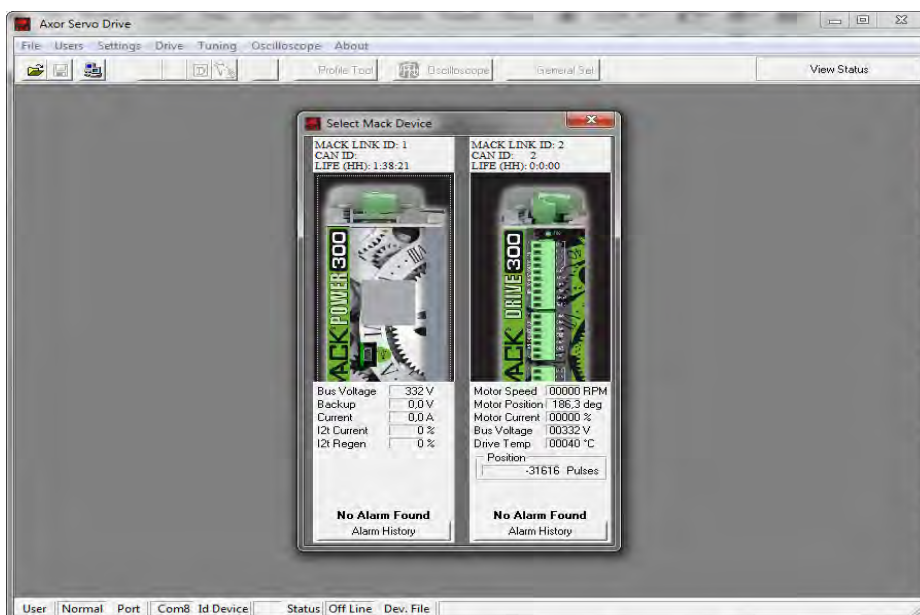 Axor Servo Drive
File Users Settings Drive Tuning Oscilloscope About
Profile Tool Oscilloscope General Set View Status
Select Mack Device
MACK LINK ID: 1
CAN ID:
LIFE (HH): 1:38:21
MACK POWER 300
Bus Voltage 332 V
Backup 0,0 V
Current 0,0 A
I2t Current 0 %
I2t Regen 0 %
No Alarm Found
Alarm History
MACK LINK ID: 2
CAN ID: 2
LIFE (HH): 0:0:00
MACK DRIVE 300
Motor Speed 00000 RPM
Motor Position 186,3 deg
Motor Current 00000 %
Bus Voltage 00332 V
Drive Temp 00040 °C
Position
-31616 Pulses
No Alarm Found
Alarm History
User Normal Port Com8 Id Device Status Off Line Dev. File